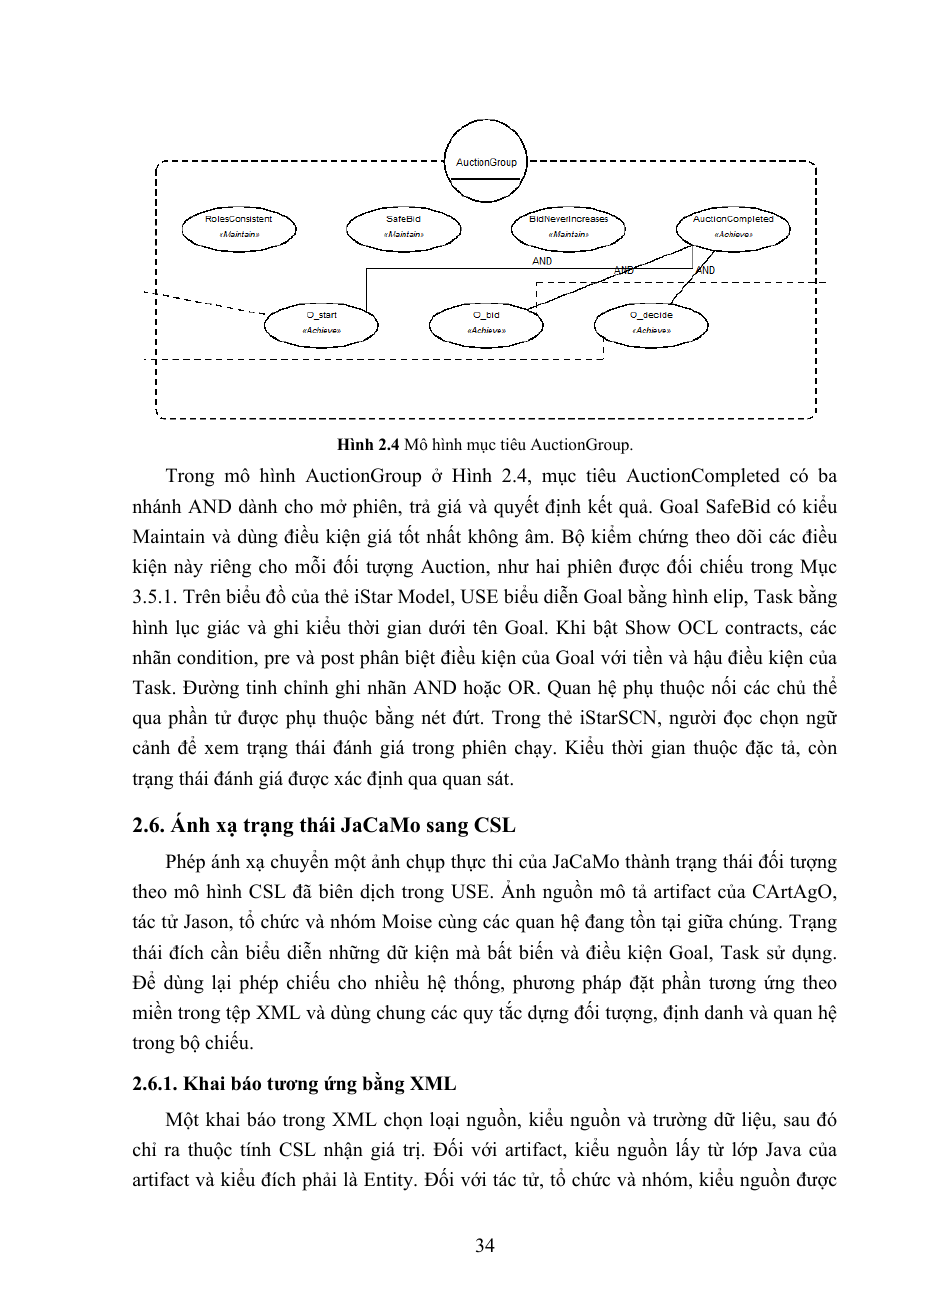 AuctionGroup
RolesConsistent
«Maintain»
SafeBid
«Maintain»
BidNeverIncreases
«Maintain»
AuctionCompleted
«Achieve»
AND
AND
AND
O_start
«Achieve»
O_bid
«Achieve»
O_decide
«Achieve»
Hình 2.4 Mô hình mục tiêu AuctionGroup.
Trong mô hình AuctionGroup ở Hình 2.4, mục tiêu AuctionCompleted có ba
nhánh AND dành cho mở phiên, trả giá và quyết định kết quả. Goal SafeBid có kiểu
Maintain và dùng điều kiện giá tốt nhất không âm. Bộ kiểm chứng theo dõi các điều
kiện này riêng cho mỗi đối tượng Auction, như hai phiên được đối chiếu trong Mục
3.5.1. Trên biểu đồ của thẻ iStar Model, USE biểu diễn Goal bằng hình elip, Task bằng
hình lục giác và ghi kiểu thời gian dưới tên Goal. Khi bật Show OCL contracts, các
nhãn condition, pre và post phân biệt điều kiện của Goal với tiền và hậu điều kiện của
Task. Đường tinh chỉnh ghi nhãn AND hoặc OR. Quan hệ phụ thuộc nối các chủ thể
qua phần tử được phụ thuộc bằng nét đứt. Trong thẻ iStarSCN, người đọc chọn ngữ
cảnh để xem trạng thái đánh giá trong phiên chạy. Kiểu thời gian thuộc đặc tả, còn
trạng thái đánh giá được xác định qua quan sát.
2.6. Ánh xạ trạng thái JaCaMo sang CSL
Phép ánh xạ chuyển một ảnh chụp thực thi của JaCaMo thành trạng thái đối tượng
theo mô hình CSL đã biên dịch trong USE. Ảnh nguồn mô tả artifact của CArtAgO,
tác tử Jason, tổ chức và nhóm Moise cùng các quan hệ đang tồn tại giữa chúng. Trạng
thái đích cần biểu diễn những dữ kiện mà bất biến và điều kiện Goal, Task sử dụng.
Để dùng lại phép chiếu cho nhiều hệ thống, phương pháp đặt phần tương ứng theo
miền trong tệp XML và dùng chung các quy tắc dựng đối tượng, định danh và quan hệ
trong bộ chiếu.
2.6.1. Khai báo tương ứng bằng XML
Một khai báo trong XML chọn loại nguồn, kiểu nguồn và trường dữ liệu, sau đó
chỉ ra thuộc tính CSL nhận giá trị. Đối với artifact, kiểu nguồn lấy từ lớp Java của
artifact và kiểu đích phải là Entity. Đối với tác tử, tổ chức và nhóm, kiểu nguồn được
34